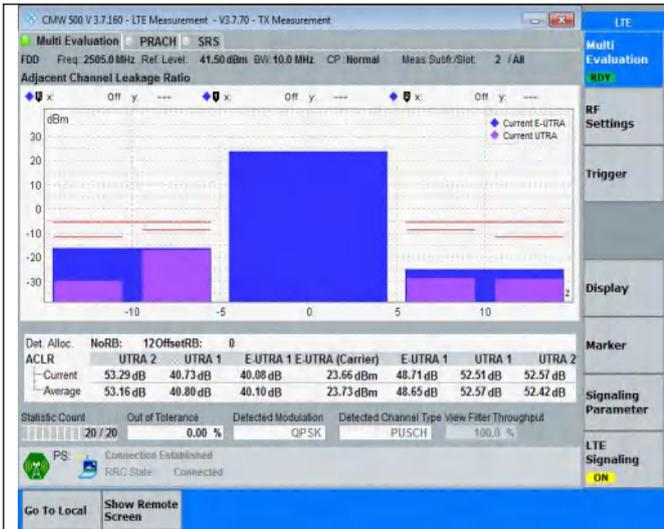 CMW 500 V 3.7.160 - LTE Measurement - V3.7.70 - TX Measurement
LTE
Multi Evaluation PRACH SRS
FDD Freq: 2505.0 MHz Ref. Level: 41.50 dBm BW: 10.0 MHz CP: Normal Meas Subfr./Slot: 2 / All
Adjacent Channel Leakage Ratio
x: Off y: --- x: Off y: --- x: Off y: ---
dBm
Current E-UTRA
Current UTRA
30
20
10
0
-10
-20
-30
-10 -5 0 5 10
Det. Alloc. NoRB: 12 OffsetRB: 0
ACLR UTRA 2 UTRA 1 E-UTRA 1 E-UTRA (Carrier) E-UTRA 1 UTRA 1 UTRA 2
Current 53.29 dB 40.73 dB 40.08 dB 23.66 dBm 48.71 dB 52.51 dB 52.57 dB
Average 53.16 dB 40.80 dB 40.10 dB 23.73 dBm 48.65 dB 52.57 dB 52.42 dB
Statistic Count Out of Tolerance Detected Modulation Detected Channel Type View Filter Throughput
20 / 20 0.00 % QPSK PUSCH 100.0 %
PS: Connection Established
RRC State: Connected
Multi
Evaluation
RDY
RF
Settings
Trigger
Display
Marker
Signaling
Parameter
LTE
Signaling
ON
Go To Local
Show Remote
Screen